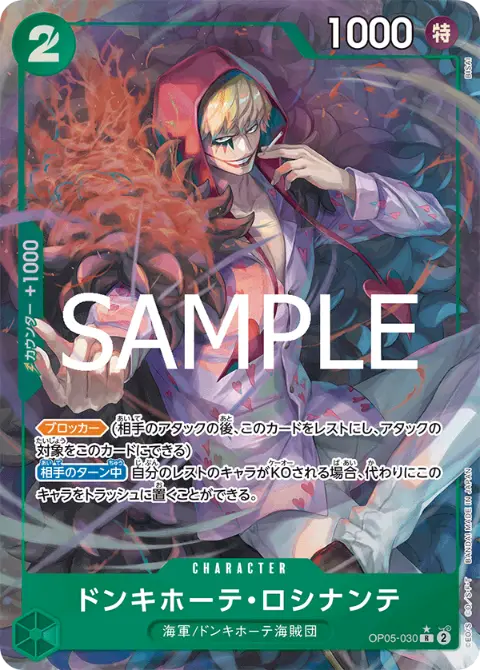 2
1000 特
BISAI
カウンター +1000
SAMPLE
ブロッカー (相手のアタックの後、このカードをレストにし、アタックの
対象をこのカードにできる)
相手のターン中 自分のレストのキャラがKOされる場合、代わりにこの
キャラをトラッシュに置くことができる。
CHARACTER
ドンキホーテ・ロシナンテ
海軍/ドンキホーテ海賊団
OP05-030 ★ R 2
©E.O/S ©E.O./S.・F・T BANDAI MADE IN JAPAN